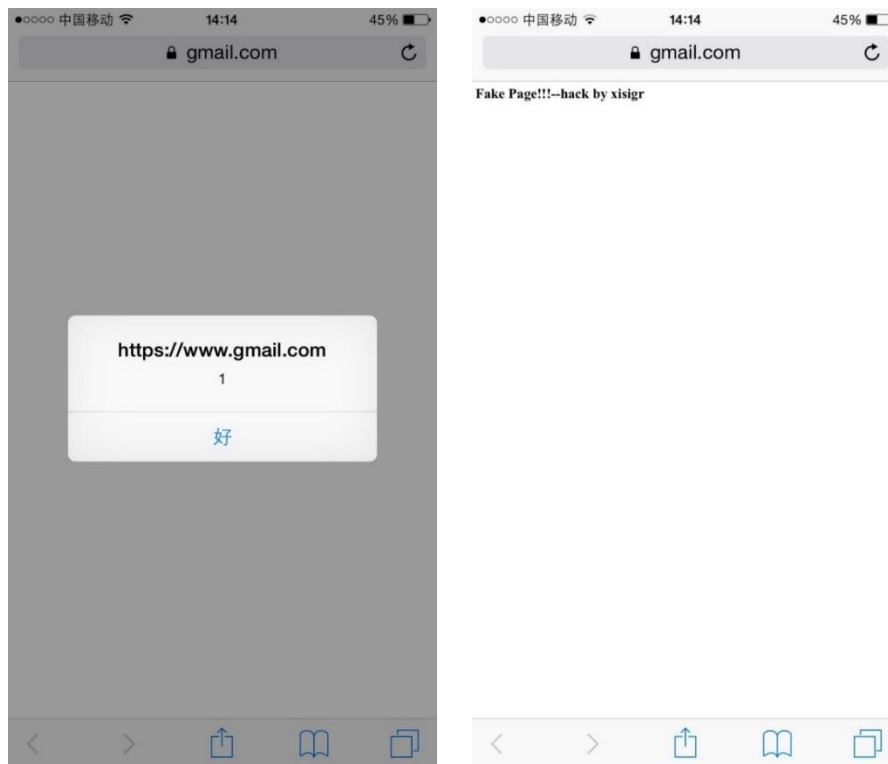 中国移动 14:14 45%
gmail.com
https://www.gmail.com
1
好
中国移动 14:14 45%
gmail.com
Fake Page!!!--hack by xisigr